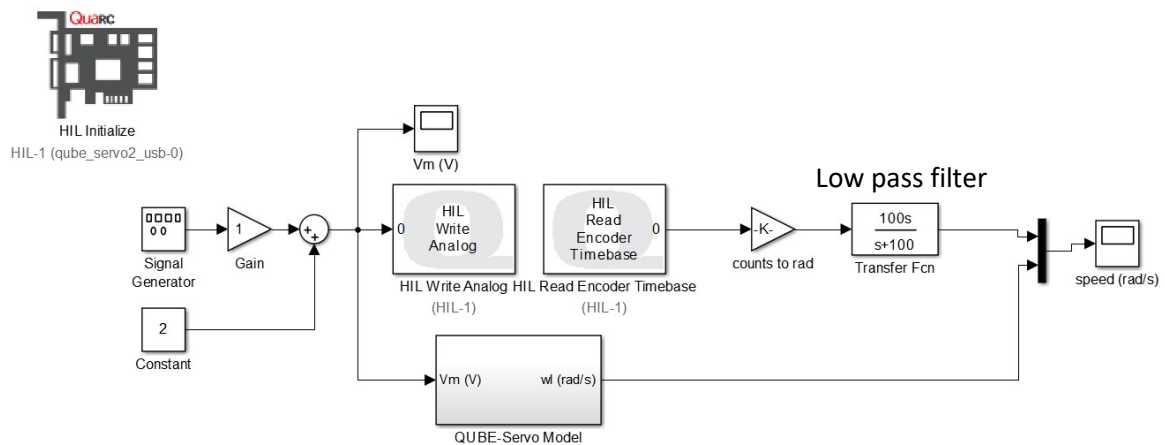 QUARC
HIL Initialize
HIL-1 (qube_servo2_usb-0)
Vm (V)
Low pass filter
Signal
Generator
1
Gain
+
+
0
HIL
Write
Analog
HIL Write Analog
(HIL-1)
HIL
Read
Encoder
Timebase
0
HIL Read Encoder Timebase
(HIL-1)
-K-
counts to rad
100s
s+100
Transfer Fcn
speed (rad/s)
2
Constant
Vm (V)
wl (rad/s)
QUBE-Servo Model